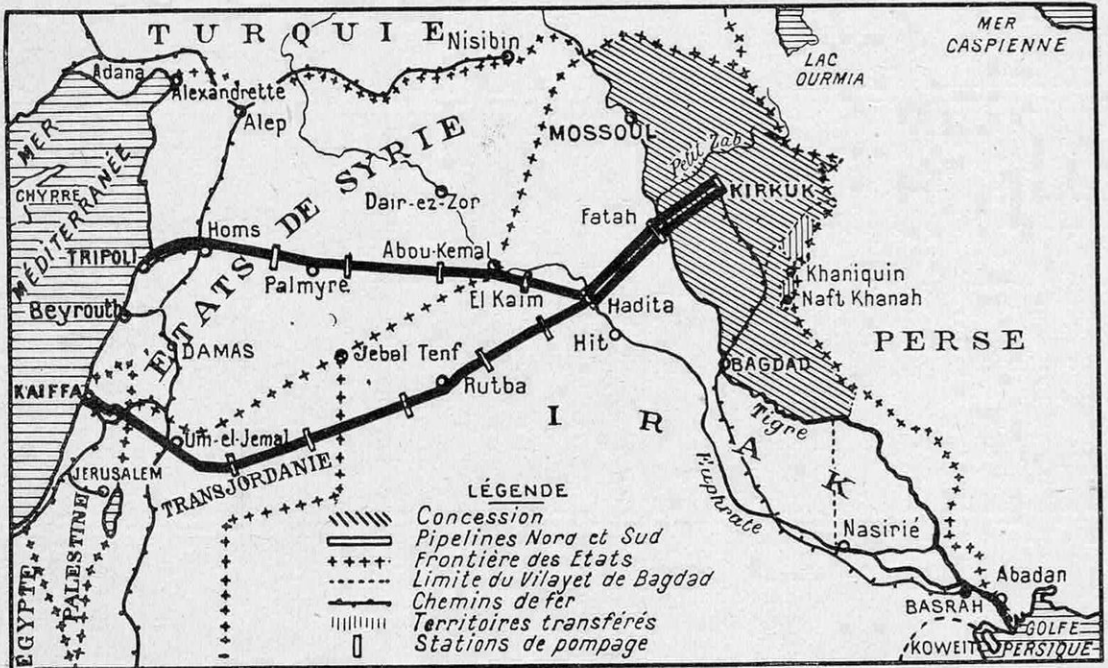 TURQUIE
Nisibin
MER
CASPIENNE
LAC
OURMIA
Adana
Alexandrette
Alep
MOSSOUL
Petit Zab
KIRKUK
MER
MÉDITERRANÉE
CHYPRE
ÉTATS DE SYRIE
Dair-ez-Zor
Fatah
Homs
Abou-Kemal
TRIPOLI
Palmyre
El Kaïm
Hadita
Khaniquin
Naft Khanah
Beyrouth
Hit
PERSE
DAMAS
Jebel Tenf
BAGDAD
KAIFFA
Rutba
IRAK
Tigre
Um-el-Jemal
JERUSALEM
TRANSJORDANIE
Euphrate
PALESTINE
EGYPTE
LÉGENDE
Concession
Pipelines Nord et Sud
Frontière des Etats
Limite du Vilayet de Bagdad
Chemins de fer
Territoires transférés
Stations de pompage
Nasirié
Abadan
BASRAH
GOLFE
PERSIQUE
KOWEIT